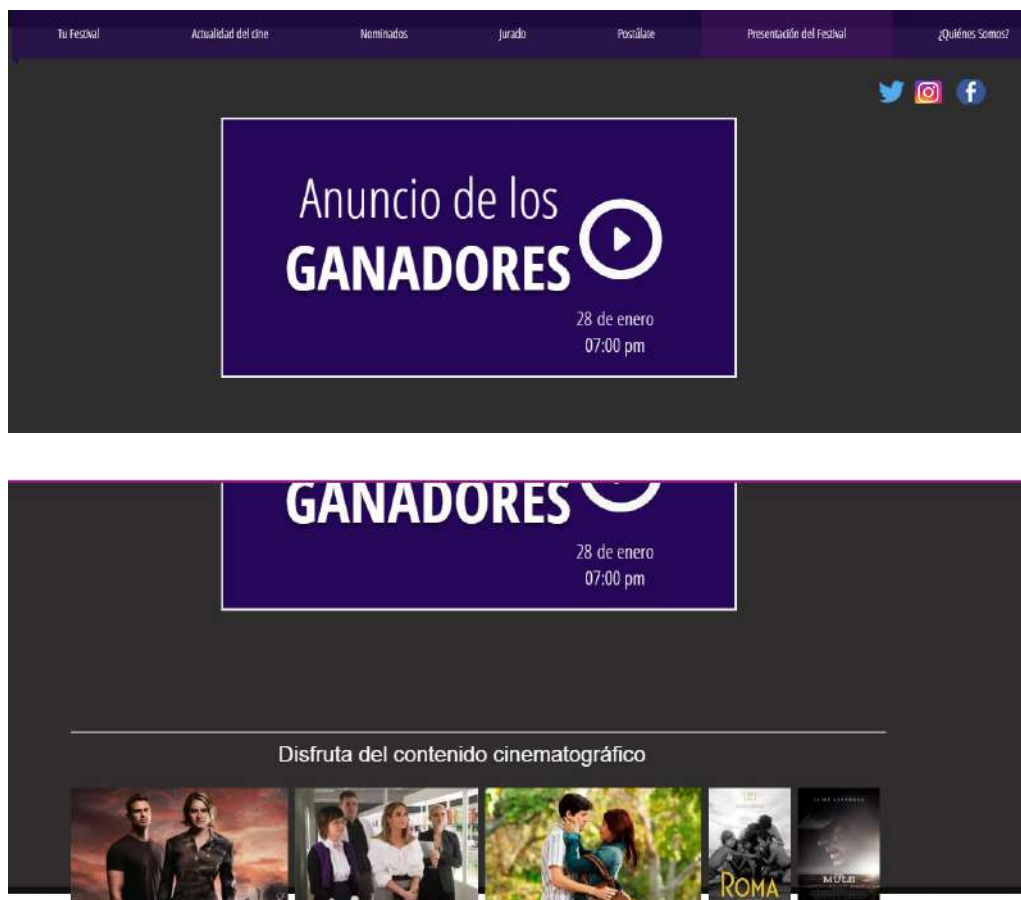 Tu Festival Actualidad del cine Nominados Jurado Postúlate Presentación del Festival ¿Quiénes Somos?
Anuncio de los
GANADORES
28 de enero
07:00 pm
GANADORES
28 de enero
07:00 pm
Disfruta del contenido cinematográfico
ROMA
MULE